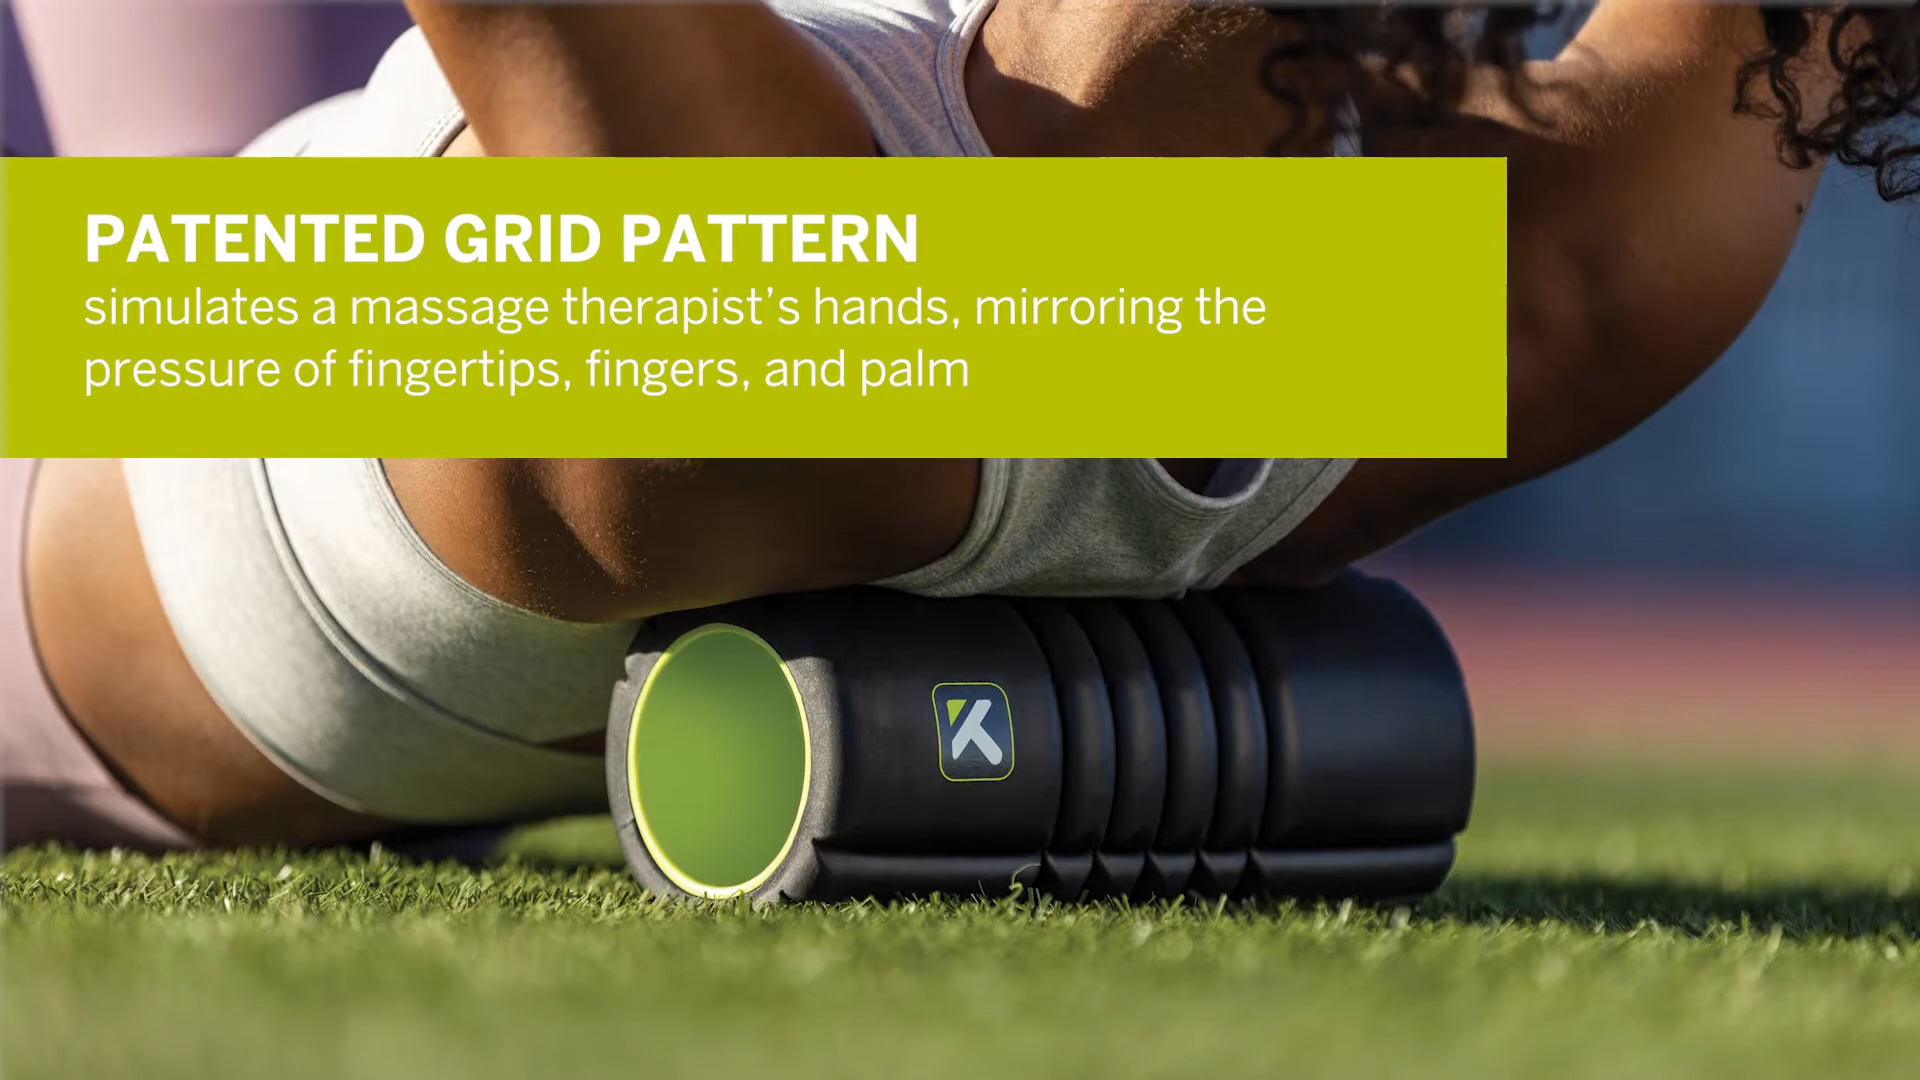 PATENTED GRID PATTERN
simulates a massage therapist’s hands, mirroring the
pressure of fingertips, fingers, and palm